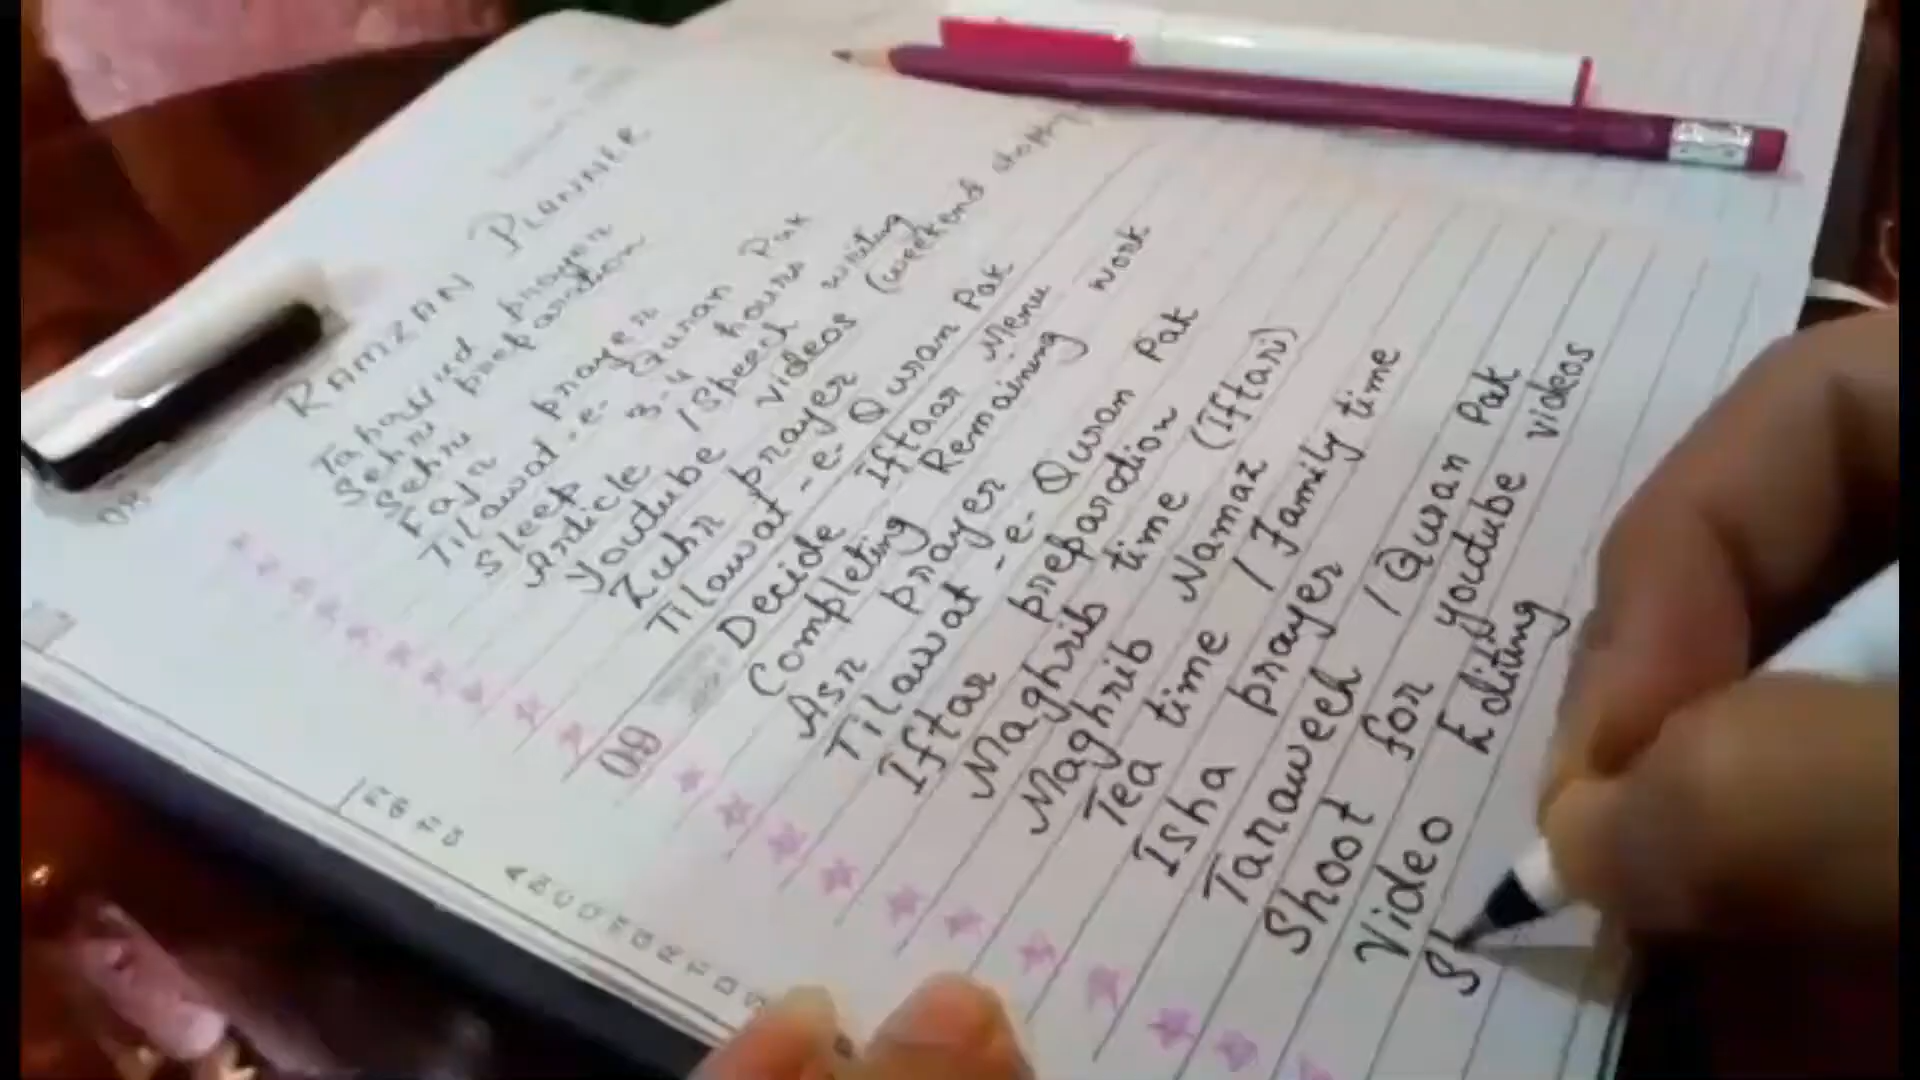 RAMZAN PLANNER
Tahajjud prayer
Sehri preparation
Sehri
Fajr prayer
Tilawat-e-Quran Pak
Sleep 3-4 hours
Article / Speech writing
Youtube videos (weekend shopping
Zuhr prayer
Tilawat-e-Quran Pak
Decide Iftaar Menu
Completing Remaining work
Asr prayer
Tilawat-e-Quran Pak
Iftar preparation
Maghrib time (Iftari)
Maghrib Namaz
Tea time / Family time
Isha prayer
Taraweeh / Quran Pak
Shoot for youtube videos
Video Editing
Sl
09